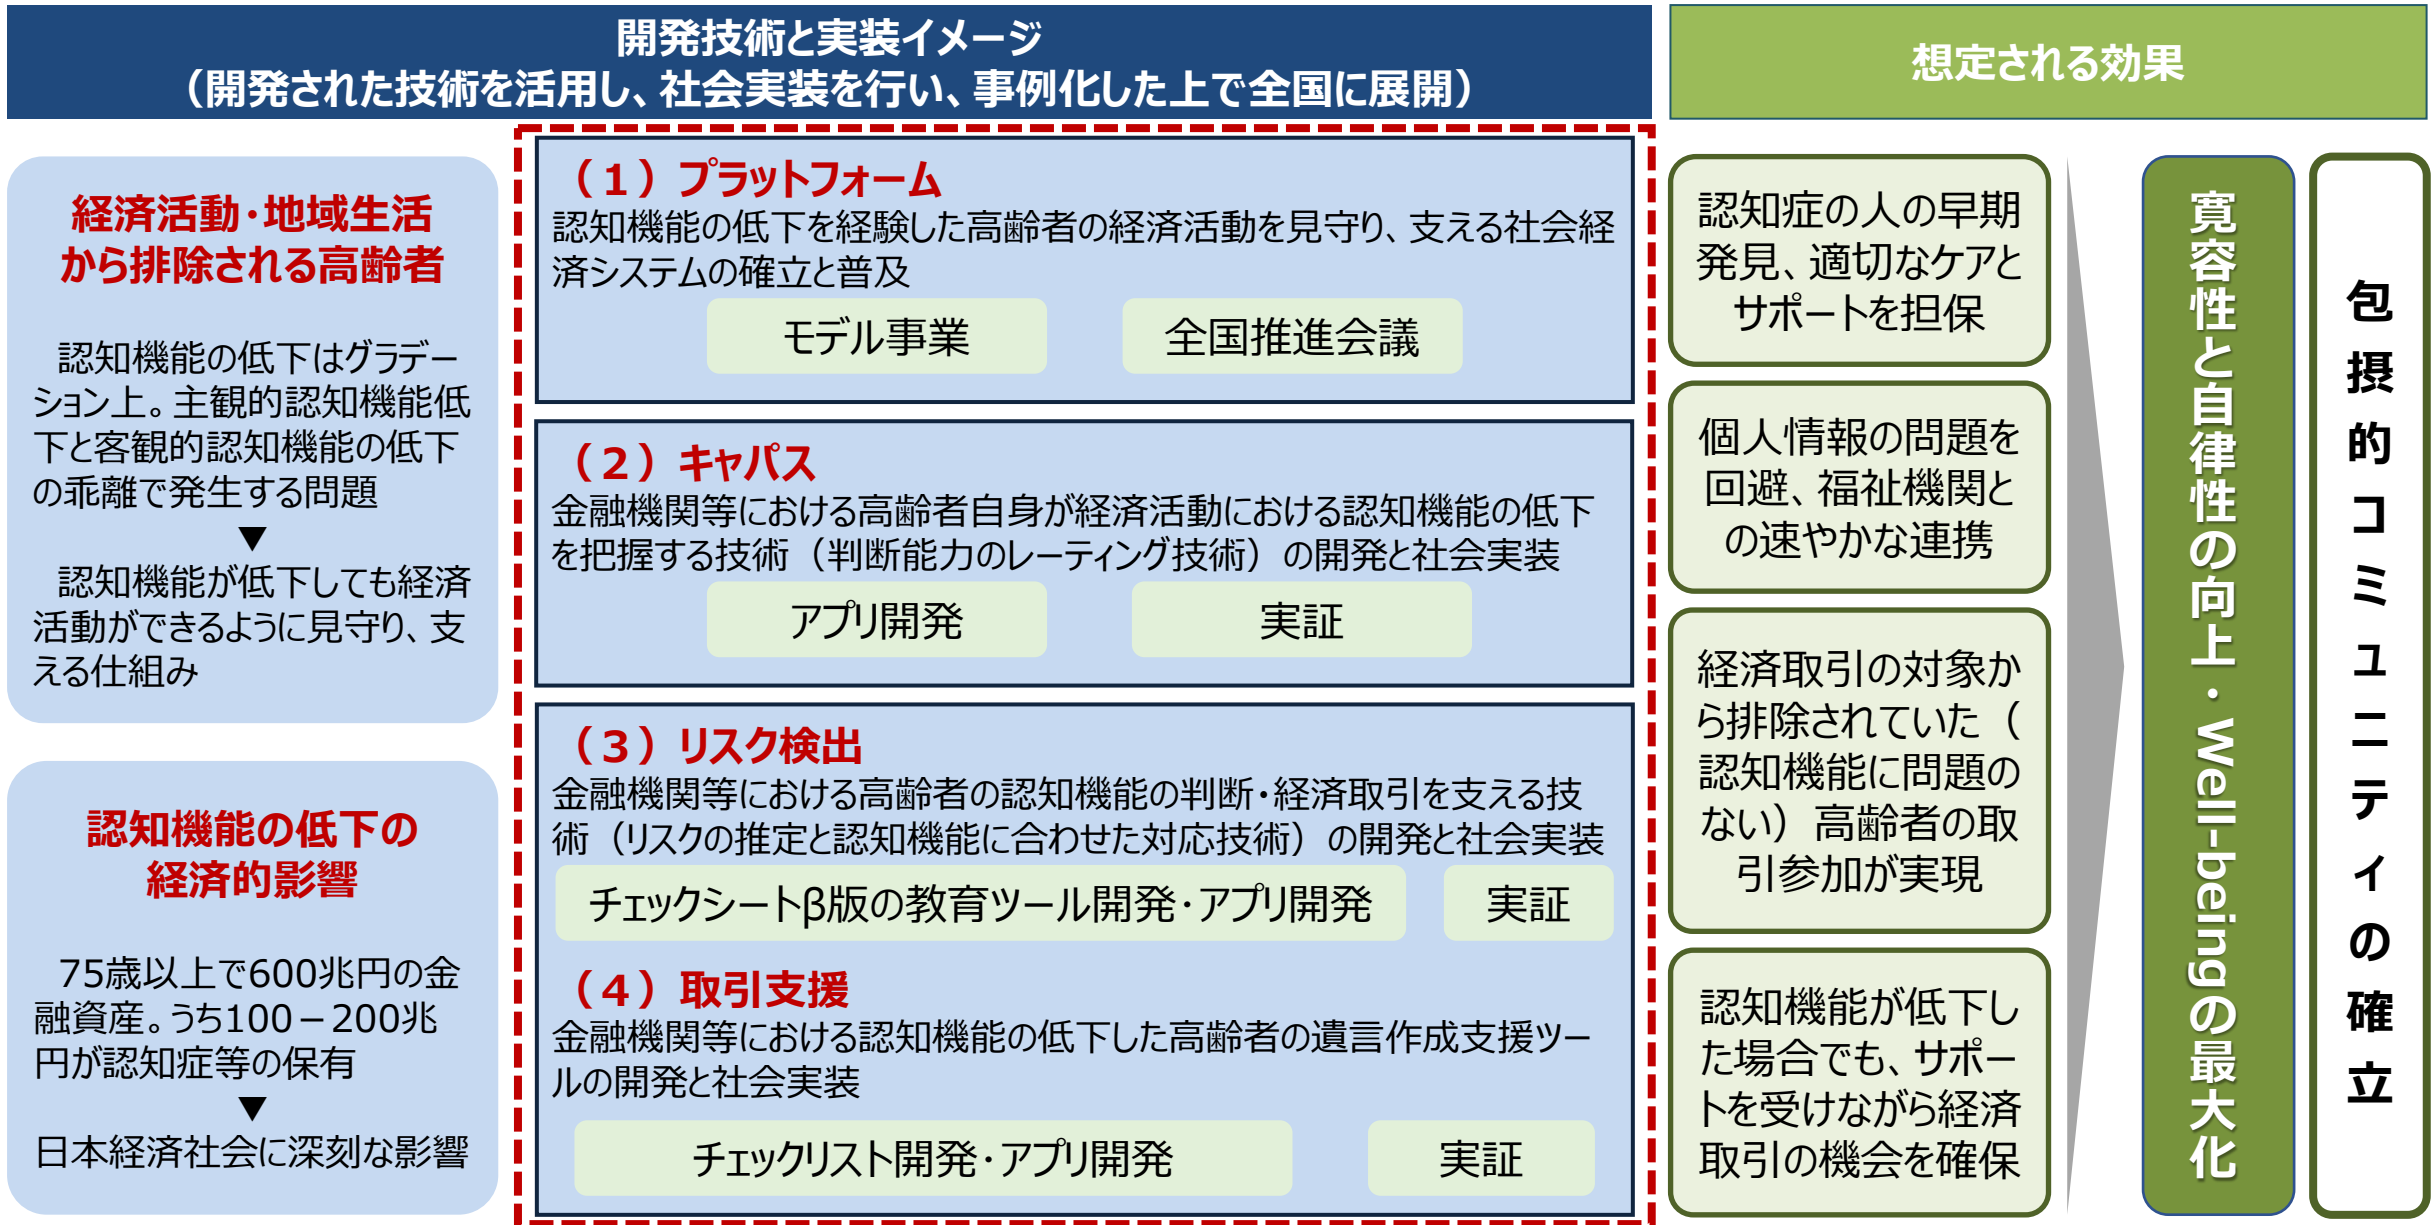 開発技術と実装イメージ
（開発された技術を活用し、社会実装を行い、事例化した上で全国に展開）
想定される効果
経済活動・地域生活
から排除される高齢者
認知機能の低下はグラデー
ション上。主観的認知機能低
下と客観的認知機能の低下
の乖離で発生する問題
▼
認知機能が低下しても経済
活動ができるように見守り、支
える仕組み
認知機能の低下の
経済的影響
75歳以上で600兆円の金
融資産。うち100－200兆
円が認知症等の保有
▼
日本経済社会に深刻な影響
（１）プラットフォーム
認知機能の低下を経験した高齢者の経済活動を見守り、支える社会経
済システムの確立と普及
モデル事業
全国推進会議
（２）キャパス
金融機関等における高齢者自身が経済活動における認知機能の低下
を把握する技術（判断能力のレーティング技術）の開発と社会実装
アプリ開発
実証
（３）リスク検出
金融機関等における高齢者の認知機能の判断・経済取引を支える技
術（リスクの推定と認知機能に合わせた対応技術）の開発と社会実装
チェックシートβ版の教育ツール開発・アプリ開発
実証
（４）取引支援
金融機関等における認知機能の低下した高齢者の遺言作成支援ツー
ルの開発と社会実装
チェックリスト開発・アプリ開発
実証
認知症の人の早期
発見、適切なケアと
サポートを担保
個人情報の問題を
回避、福祉機関と
の速やかな連携
経済取引の対象か
ら排除されていた（
認知機能に問題の
ない）高齢者の取
引参加が実現
認知機能が低下し
た場合でも、サポー
トを受けながら経済
取引の機会を確保
寛容性と自律性の向上・Well-beingの最大化
包摂的コミュニティの確立